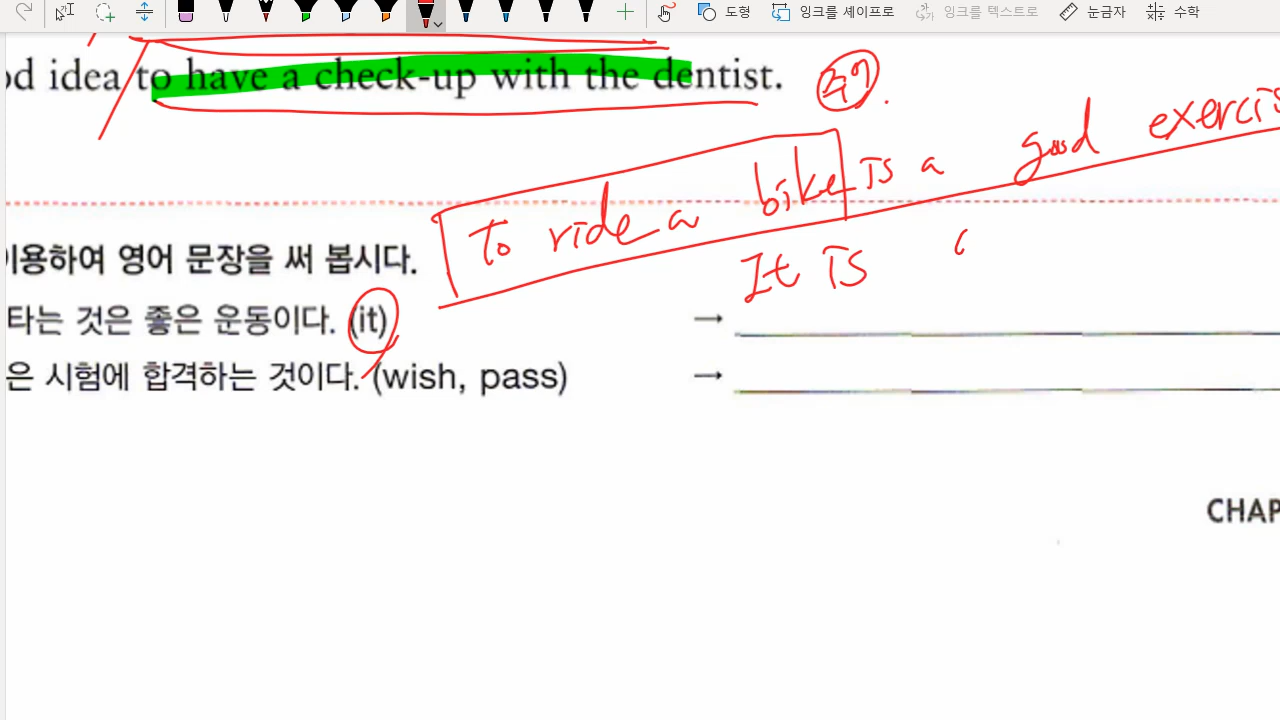 도형 잉크를 셰이프로 잉크를 텍스트로 눈금자 수학
od idea to have a check-up with the dentist.
To ride a bike is a good exercis
이용하여 영어 문장을 써 봅시다.
It is
타는 것은 좋은 운동이다. (it) →
은 시험에 합격하는 것이다. (wish, pass) →
CHAP